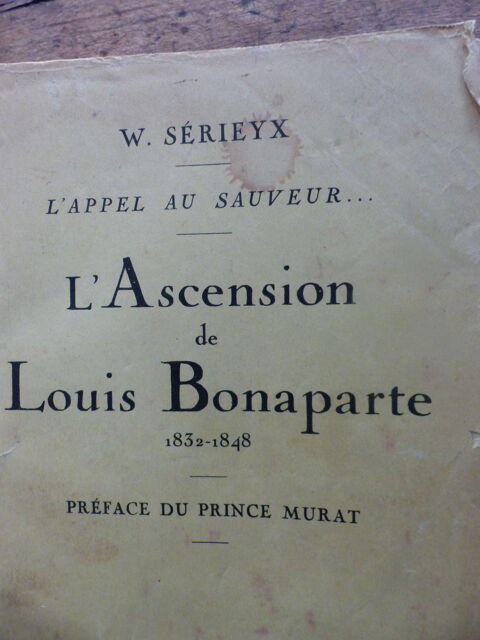 W. SÉRIEYX
L'APPEL AU SAUVEUR...
L'Ascension
de
Louis Bonaparte
1832-1848
PRÉFACE DU PRINCE MURAT